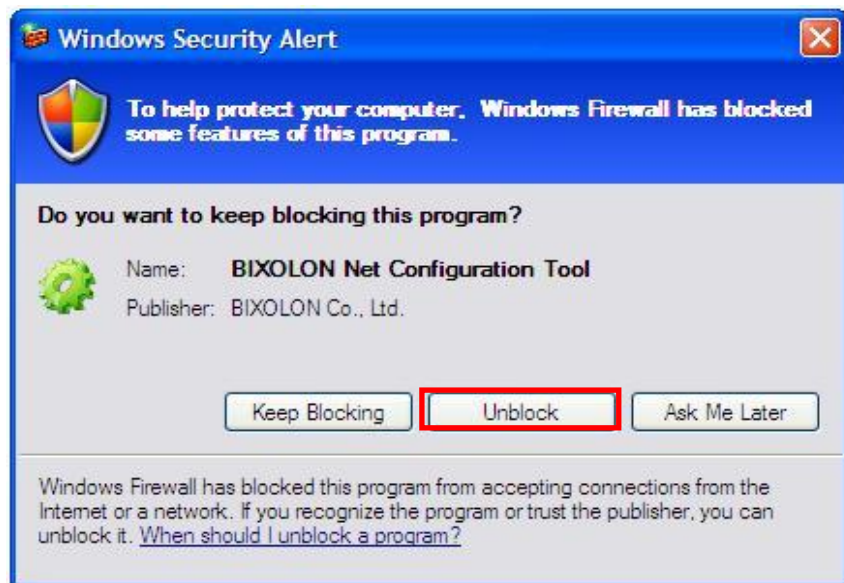 Windows Security Alert
To help protect your computer, Windows Firewall has blocked
some features of this program.
Do you want to keep blocking this program?
Name: BIXOLON Net Configuration Tool
Publisher: BIXOLON Co., Ltd.
Keep Blocking Unblock Ask Me Later
Windows Firewall has blocked this program from accepting connections from the
Internet or a network. If you recognize the program or trust the publisher, you can
unblock it. When should I unblock a program?